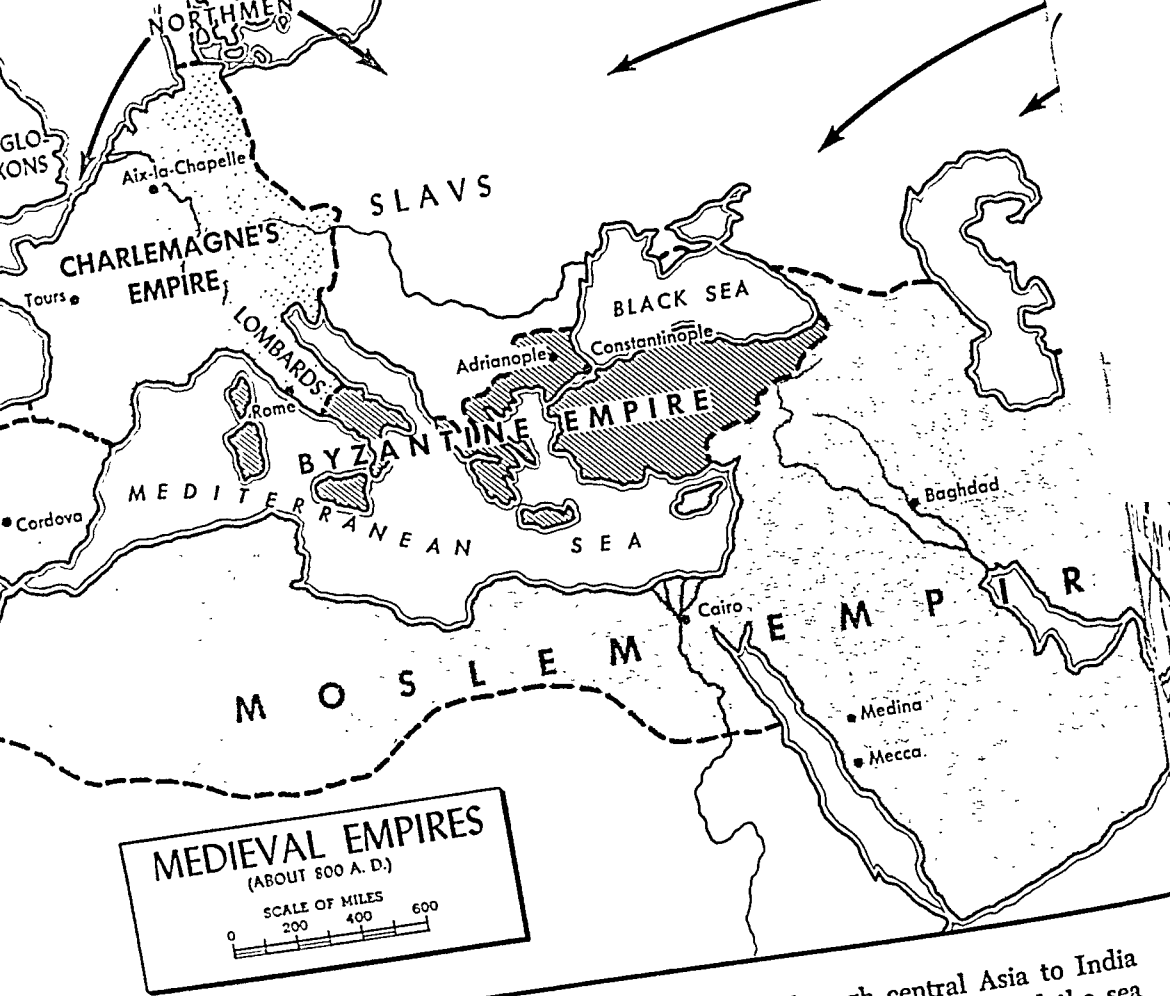 NORTHMEN
GLO-
XONS
Aix-la-Chapelle
SLAVS
CHARLEMAGNE'S
EMPIRE
Tours
BLACK SEA
LOMBARDS
Adrianople
Constantinople
Rome
BYZANTINE EMPIRE
MEDITERRANEAN SEA
Cordova
Baghdad
Cairo
MOSLEM EMPIR
Medina
Mecca
MEDIEVAL EMPIRES
(ABOUT 800 A. D.)
SCALE OF MILES
0 200 400 600
central Asia to India
sea